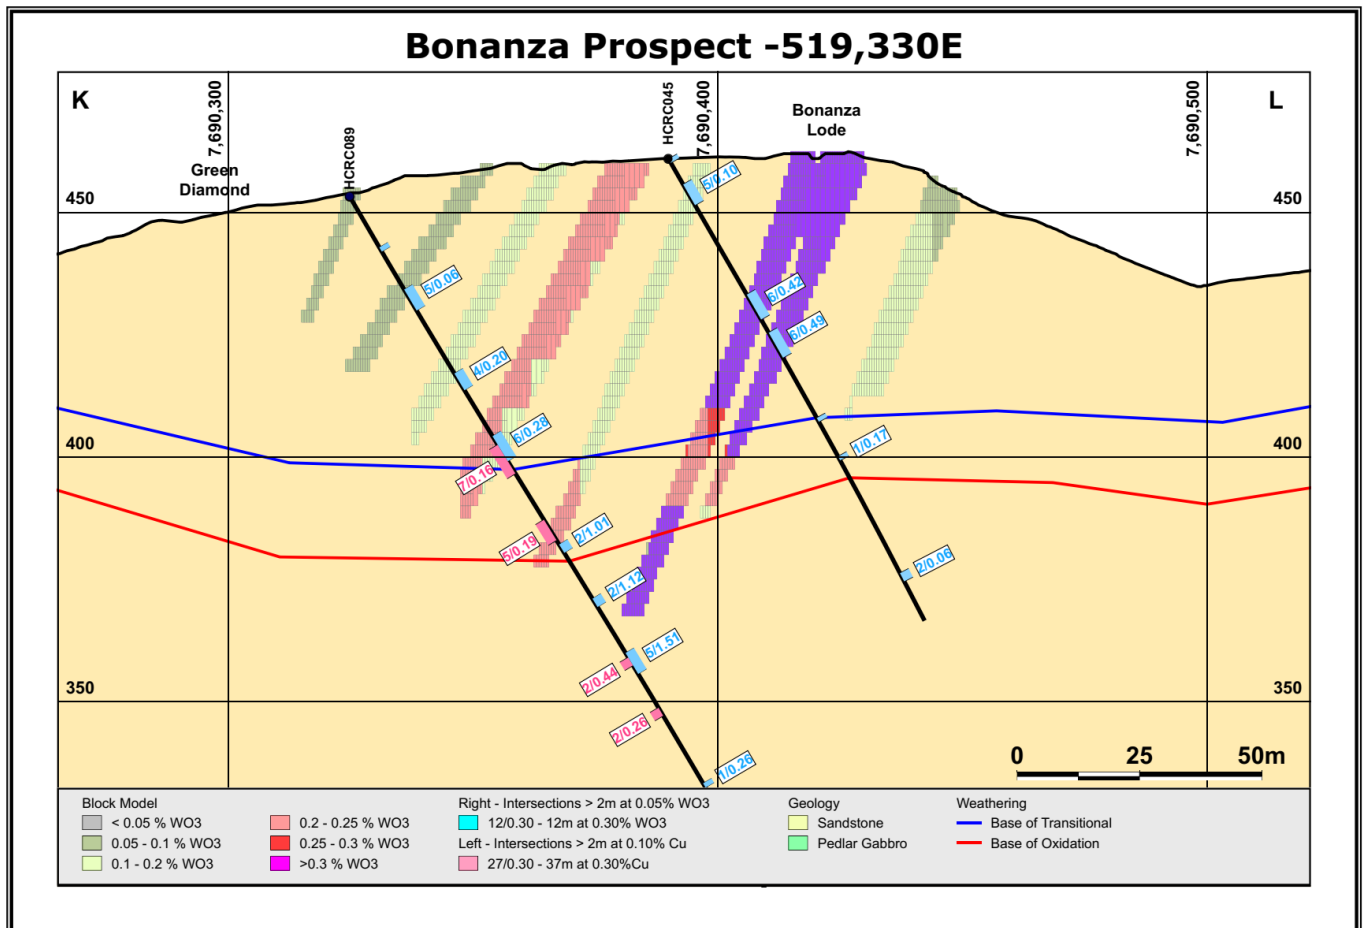 Bonanza Prospect -519,330E
K
7,690,300
HCRC089
HCRC045
7,690,400
Bonanza
Lode
7,690,500
L
Green
Diamond
450
450
5/0.10
5/0.06
6/0.42
6/0.49
4/0.20
6/0.28
1/0.17
400
400
7/0.16
5/0.19
2/1.01
2/0.06
2/1.12
5/1.51
2/0.44
350
350
2/0.26
1/0.26
0 25 50m
Block Model
< 0.05 % WO3
0.05 - 0.1 % WO3
0.1 - 0.2 % WO3
0.2 - 0.25 % WO3
0.25 - 0.3 % WO3
>0.3 % WO3
Right - Intersections > 2m at 0.05% WO3
12/0.30 - 12m at 0.30% WO3
Left - Intersections > 2m at 0.10% Cu
27/0.30 - 37m at 0.30%Cu
Geology
Sandstone
Pedlar Gabbro
Weathering
Base of Transitional
Base of Oxidation